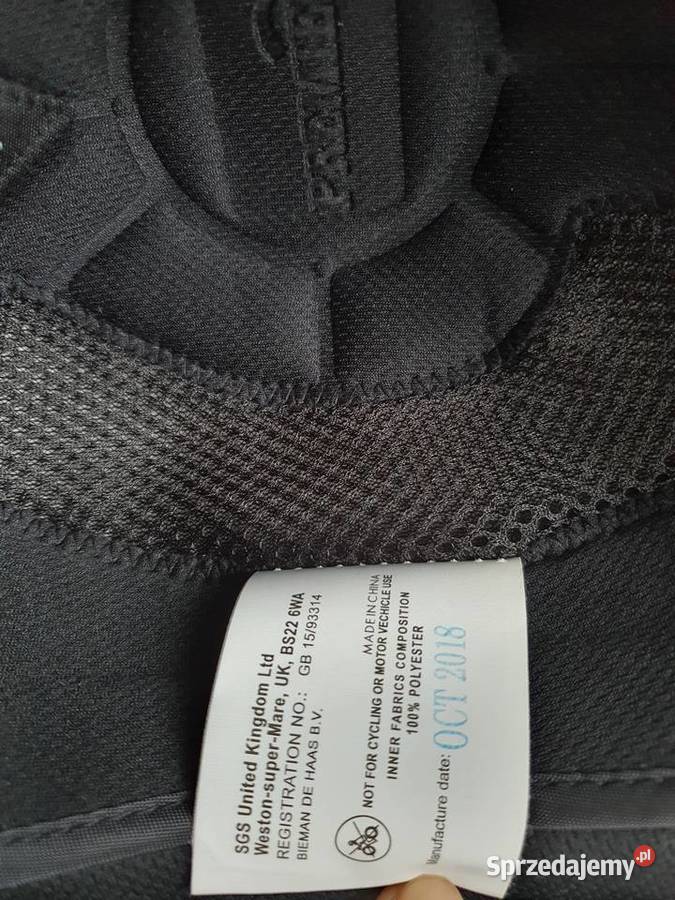 SGS United Kingdom Ltd
Weston-super-Mare, UK, BS22 6WA
REGISTRATION NO.: GB 15/93314
BIEMAN DE HAAS B.V.
MADE IN CHINA
NOT FOR CYCLING OR MOTOR VECHICLE USE
INNER FABRICS COMPOSITION
100% POLYESTER
Manufacture date: OCT 2018
Sprzedajemy.pl